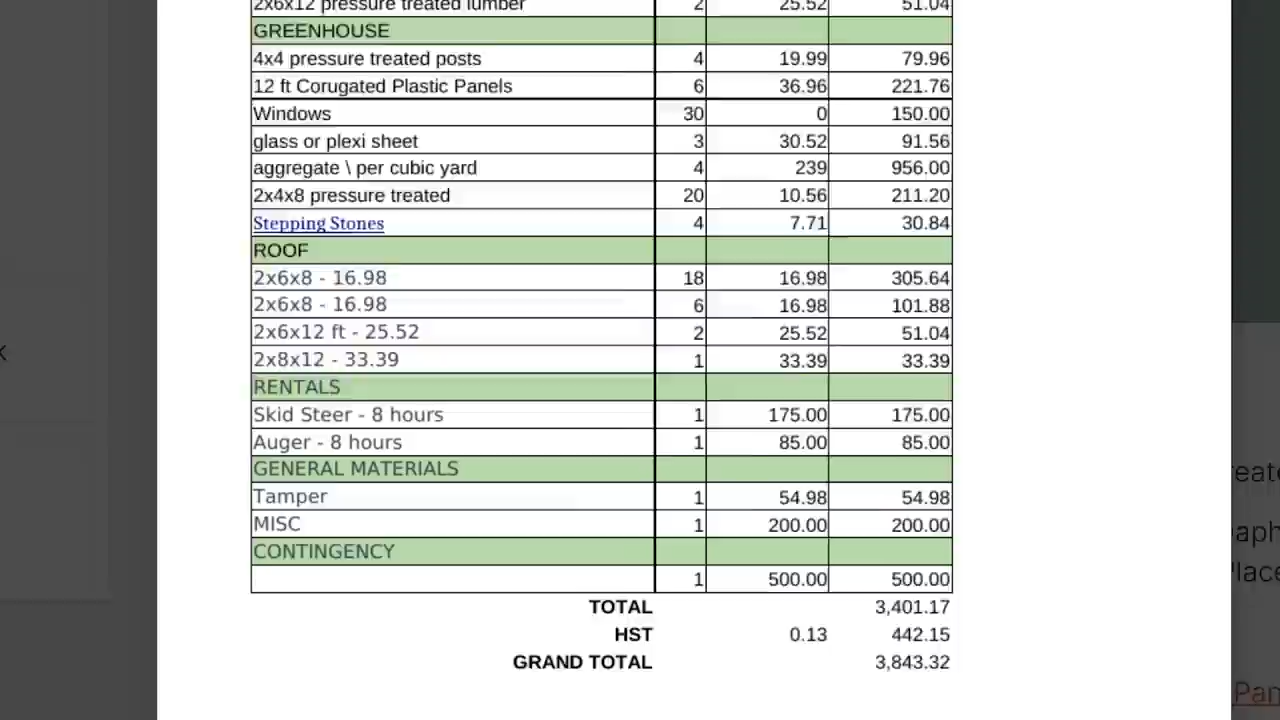 2x6x12 pressure treated lumber 2 25.52 51.04
GREENHOUSE
4x4 pressure treated posts 4 19.99 79.96
12 ft Corugated Plastic Panels 6 36.96 221.76
Windows 30 0 150.00
glass or plexi sheet 3 30.52 91.56
aggregate \ per cubic yard 4 239 956.00
2x4x8 pressure treated 20 10.56 211.20
Stepping Stones 4 7.71 30.84
ROOF
2x6x8 - 16.98 18 16.98 305.64
2x6x8 - 16.98 6 16.98 101.88
2x6x12 ft - 25.52 2 25.52 51.04
2x8x12 - 33.39 1 33.39 33.39
RENTALS
Skid Steer - 8 hours 1 175.00 175.00
Auger - 8 hours 1 85.00 85.00
GENERAL MATERIALS
Tamper 1 54.98 54.98
MISC 1 200.00 200.00
CONTINGENCY
1 500.00 500.00
TOTAL 3,401.17
HST 0.13 442.15
GRAND TOTAL 3,843.32